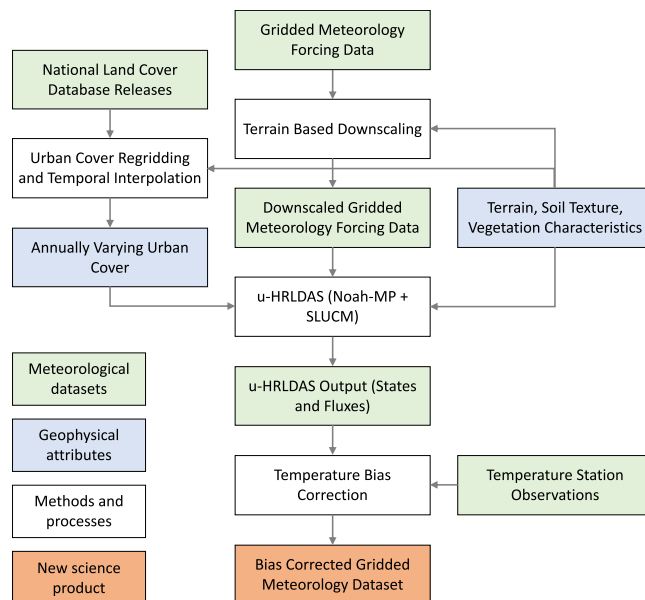 Gridded Meteorology
Forcing Data
National Land Cover
Database Releases
Terrain Based Downscaling
Urban Cover Regridding
and Temporal Interpolation
Downscaled Gridded
Meteorology Forcing Data
Terrain, Soil Texture,
Vegetation Characteristics
Annually Varying Urban
Cover
u-HRLDAS (Noah-MP +
SLUCM)
Meteorological
datasets
u-HRLDAS Output (States
and Fluxes)
Geophysical
attributes
Temperature Bias
Correction
Temperature Station
Observations
Methods and
processes
New science
product
Bias Corrected Gridded
Meteorology Dataset